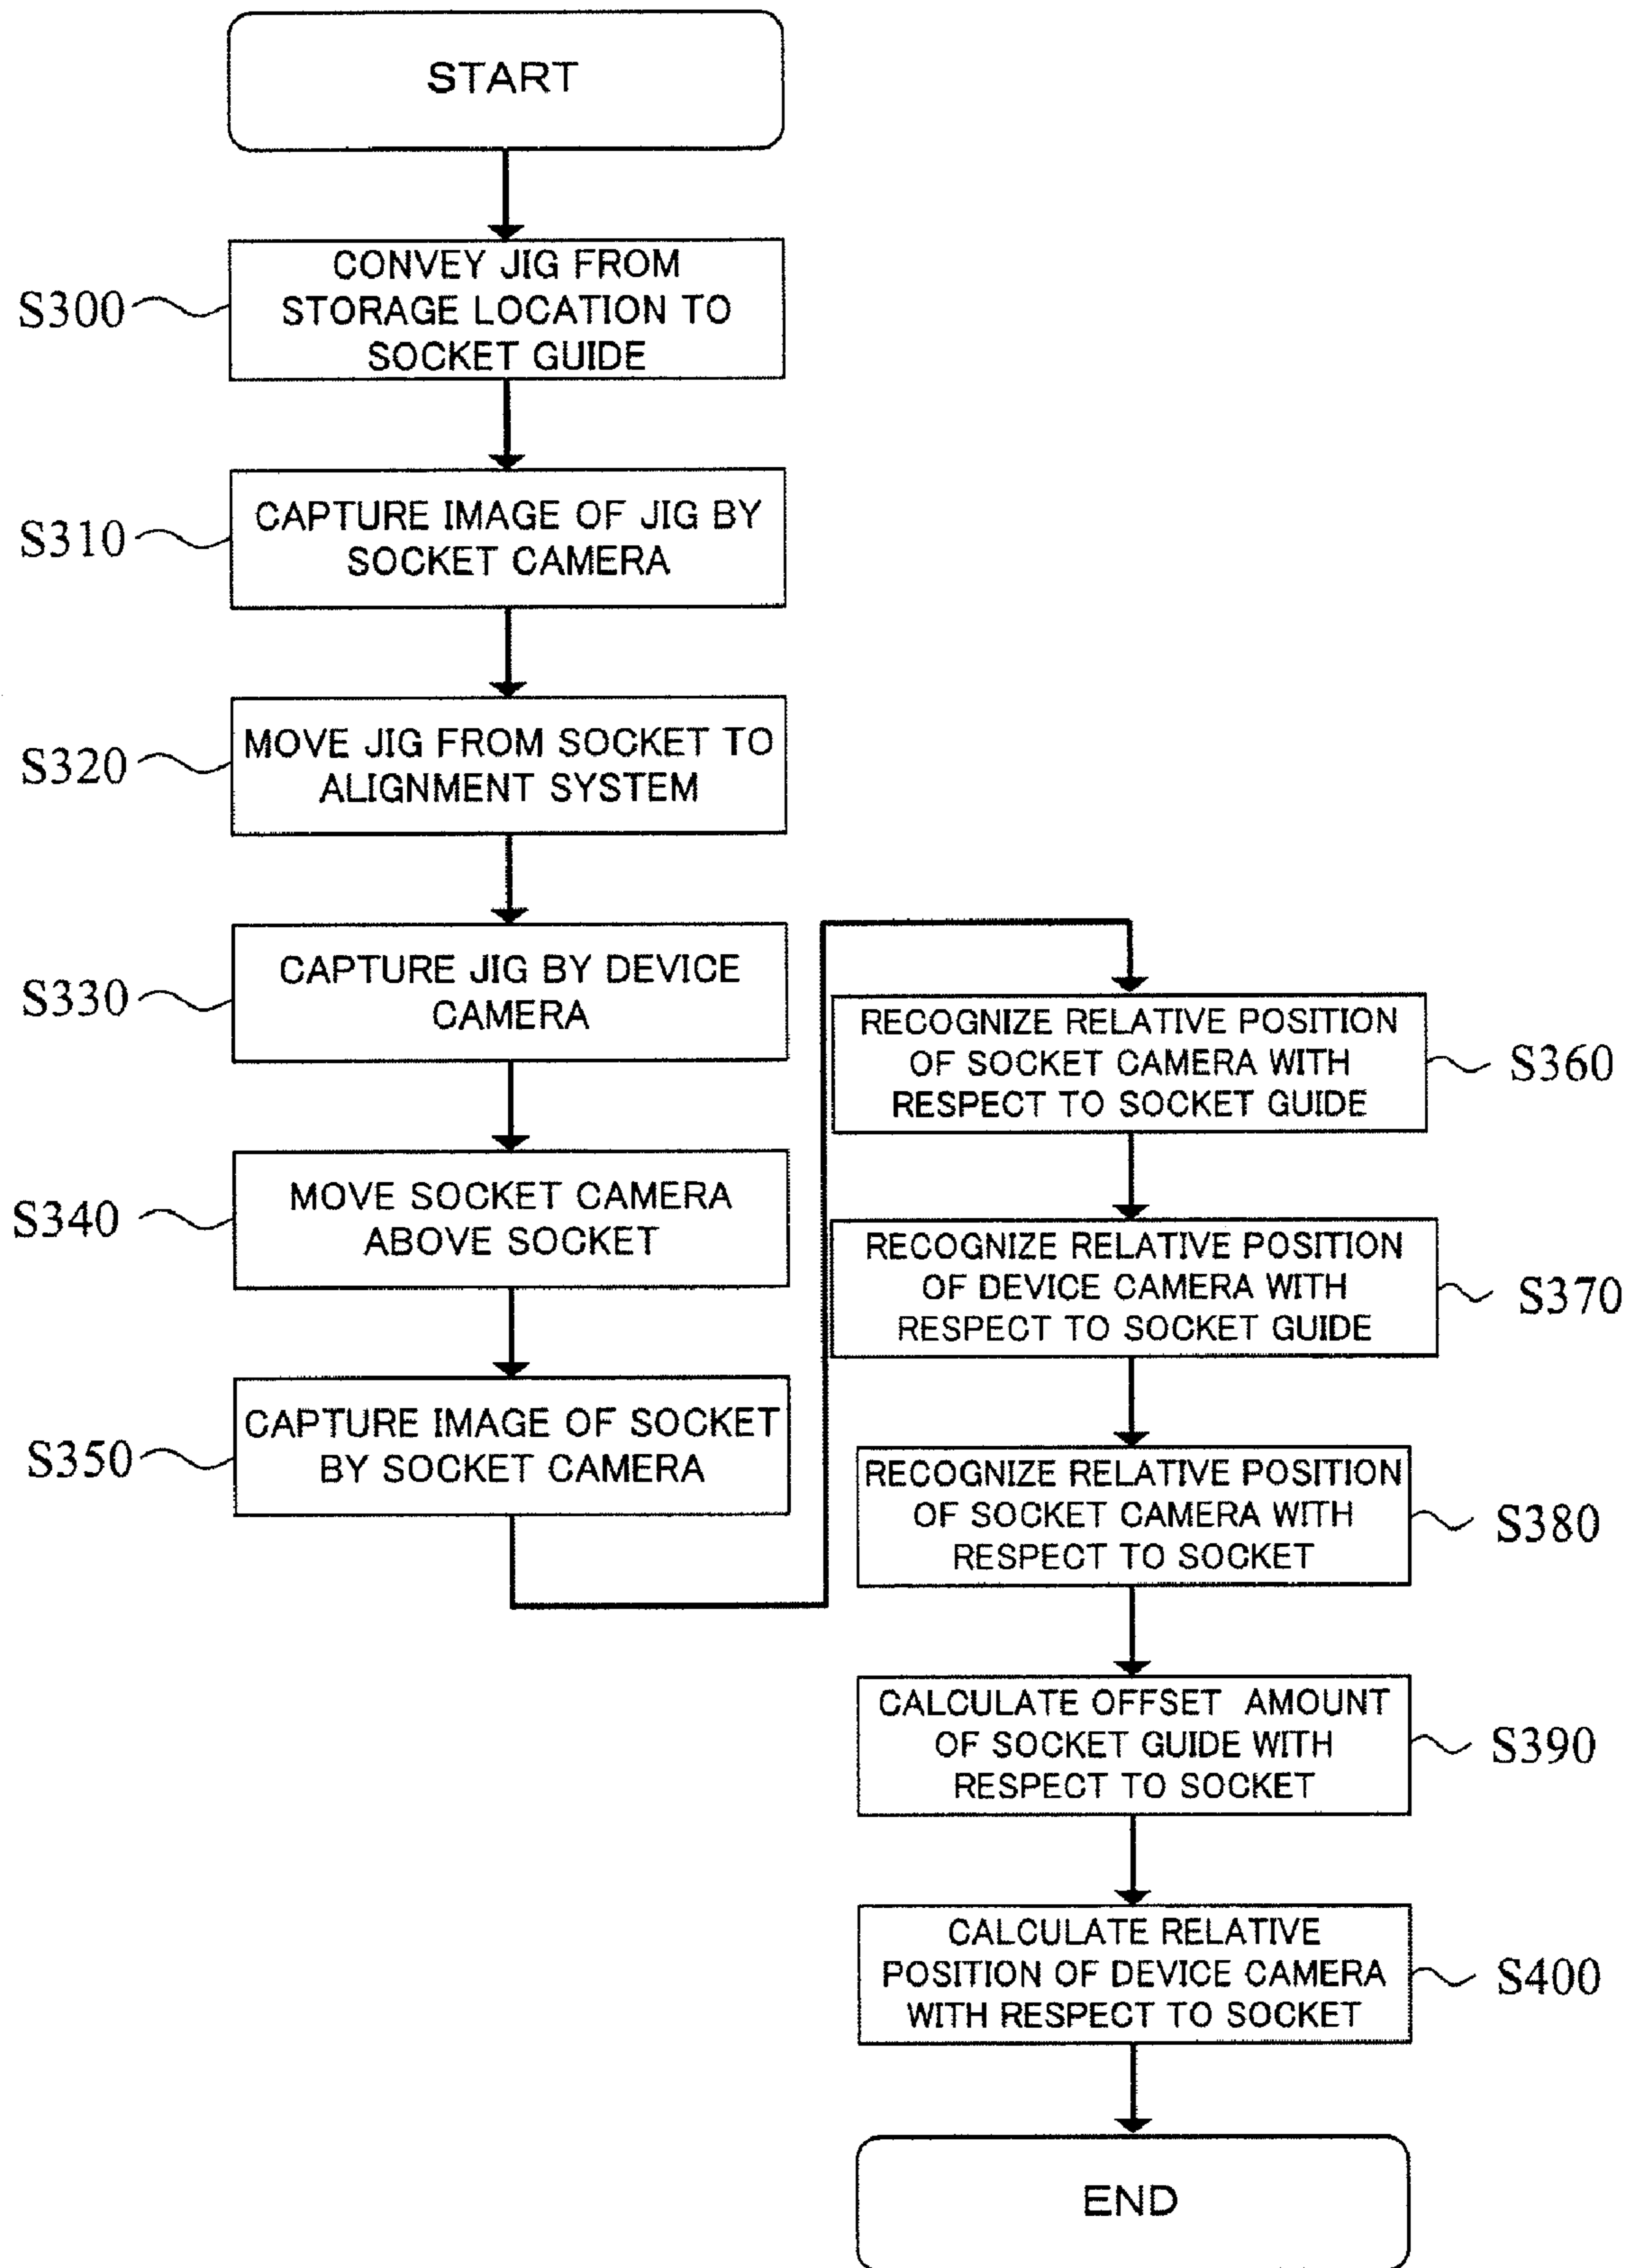 START
S300
CONVEY JIG FROM
STORAGE LOCATION TO
SOCKET GUIDE
S310
CAPTURE IMAGE OF JIG BY
SOCKET CAMERA
S320
MOVE JIG FROM SOCKET TO
ALIGNMENT SYSTEM
S330
CAPTURE JIG BY DEVICE
CAMERA
S340
MOVE SOCKET CAMERA
ABOVE SOCKET
S350
CAPTURE IMAGE OF SOCKET
BY SOCKET CAMERA
RECOGNIZE RELATIVE POSITION
OF SOCKET CAMERA WITH
RESPECT TO SOCKET GUIDE
S360
RECOGNIZE RELATIVE POSITION
OF DEVICE CAMERA WITH
RESPECT TO SOCKET GUIDE
S370
RECOGNIZE RELATIVE POSITION
OF SOCKET CAMERA WITH
RESPECT TO SOCKET
S380
CALCULATE OFFSET AMOUNT
OF SOCKET GUIDE WITH
RESPECT TO SOCKET
S390
CALCULATE RELATIVE
POSITION OF DEVICE CAMERA
WITH RESPECT TO SOCKET
S400
END